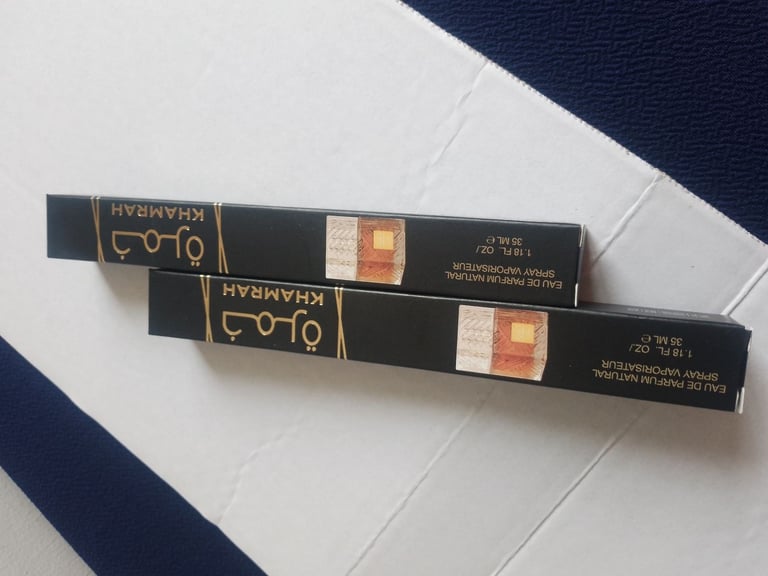 خمرة
KHAMRAH
EAU DE PARFUM NATURAL
SPRAY VAPORISATEUR
1.18 FL. OZ./
35 ML ℮
خمرة
KHAMRAH
EAU DE PARFUM NATURAL
SPRAY VAPORISATEUR
1.18 FL. OZ./
35 ML ℮